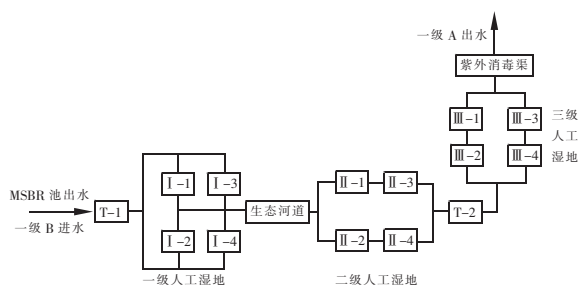 一级 A 出水
紫外消毒渠
Ⅲ-1
Ⅲ-3
三级
人工
湿地
Ⅲ-2
Ⅲ-4
MSBR 池出水
一级 B 进水
T-1
Ⅰ-1
Ⅰ-3
Ⅰ-2
Ⅰ-4
一级人工湿地
生态河道
Ⅱ-1
Ⅱ-3
Ⅱ-2
Ⅱ-4
二级人工湿地
T-2